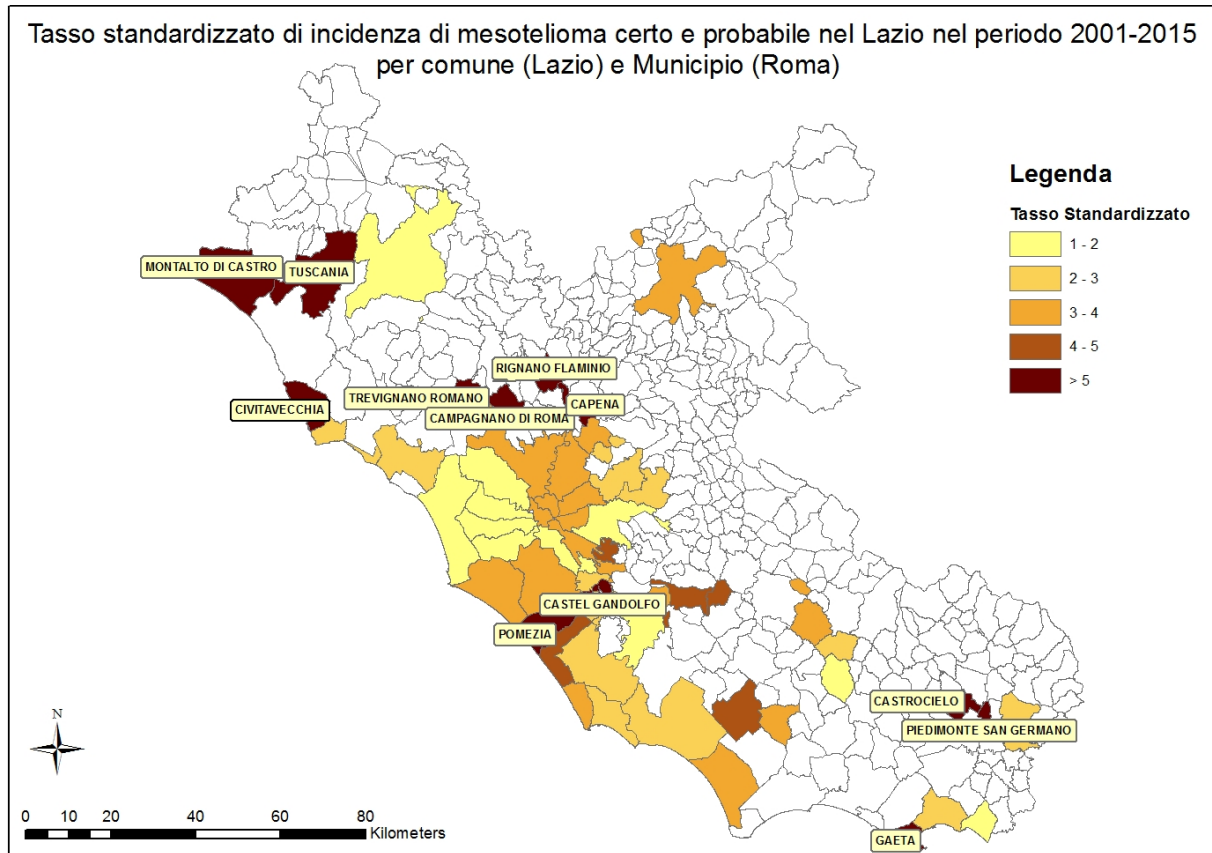 Tasso standardizzato di incidenza di mesotelioma certo e probabile nel Lazio nel periodo 2001-2015
per comune (Lazio) e Municipio (Roma)
Legenda
Tasso Standardizzato
1 - 2
2 - 3
3 - 4
4 - 5
> 5
MONTALTO DI CASTRO
TUSCANIA
RIGNANO FLAMINIO
TREVIGNANO ROMANO
CAPENA
CIVITAVECCHIA
CAMPAGNANO DI ROMA
CASTEL GANDOLFO
POMEZIA
CASTROCIELO
PIEDIMONTE SAN GERMANO
GAETA
N
0 10 20 40 60 80
Kilometers